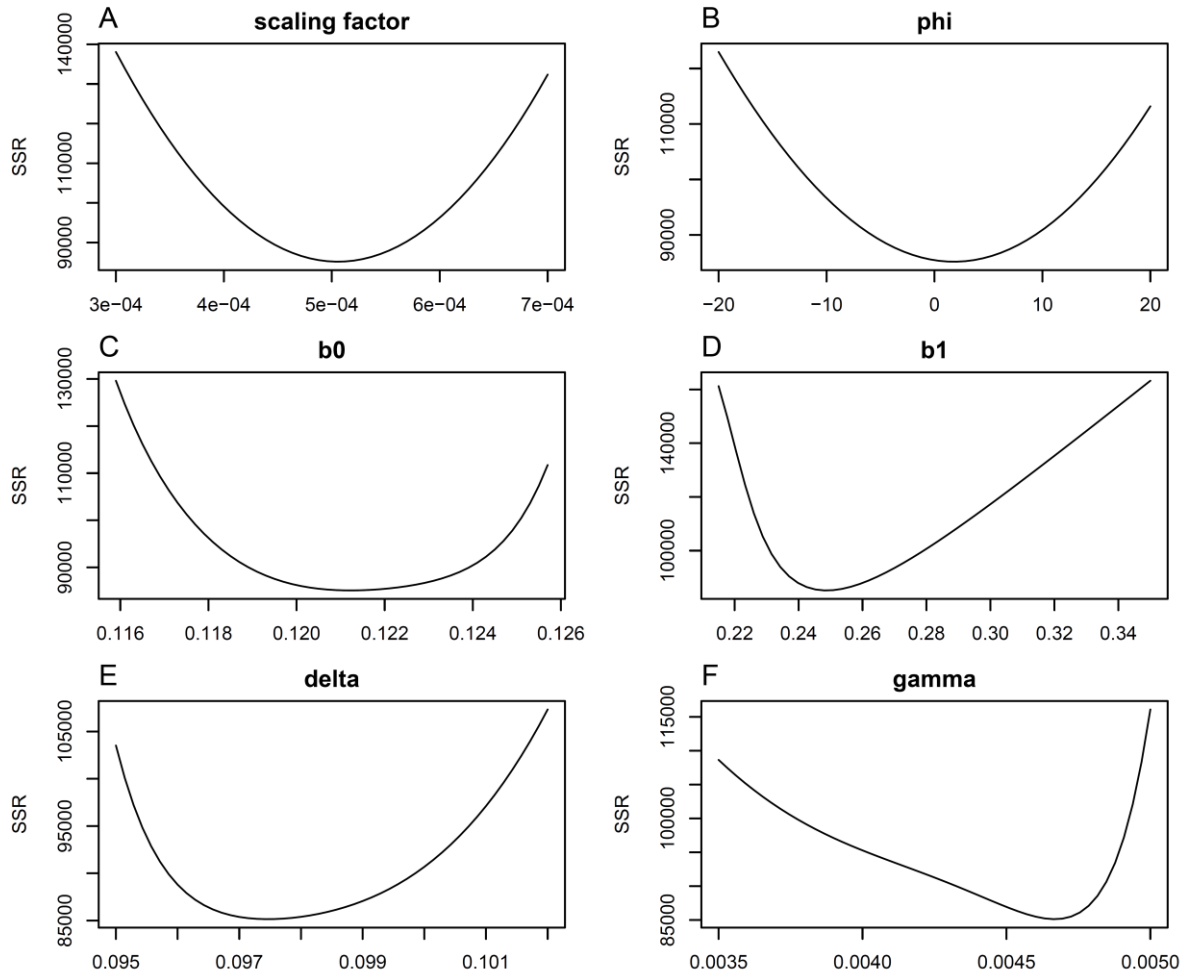 A
scaling factor
SSR
140000
110000
90000
3e−04 4e−04 5e−04 6e−04 7e−04
B
phi
SSR
110000
90000
−20 −10 0 10 20
C
b0
SSR
130000
110000
90000
0.116 0.118 0.120 0.122 0.124 0.126
D
b1
SSR
140000
100000
0.22 0.24 0.26 0.28 0.30 0.32 0.34
E
delta
SSR
105000
95000
85000
0.095 0.097 0.099 0.101
F
gamma
SSR
115000
100000
85000
0.0035 0.0040 0.0045 0.0050